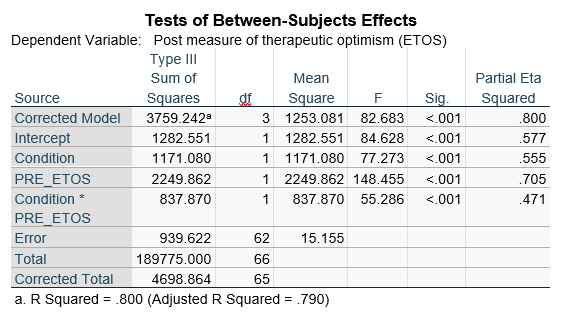 Tests of Between-Subjects Effects
Dependent Variable: Post measure of therapeutic optimism (ETOS)
Source Type III Sum of Squares df Mean Square F Sig. Partial Eta Squared
Corrected Model 3759.242ᵃ 3 1253.081 82.683 <.001 .800
Intercept 1282.551 1 1282.551 84.628 <.001 .577
Condition 1171.080 1 1171.080 77.273 <.001 .555
PRE_ETOS 2249.862 1 2249.862 148.455 <.001 .705
Condition * PRE_ETOS 837.870 1 837.870 55.286 <.001 .471
Error 939.622 62 15.155
Total 189775.000 66
Corrected Total 4698.864 65
a. R Squared = .800 (Adjusted R Squared = .790)